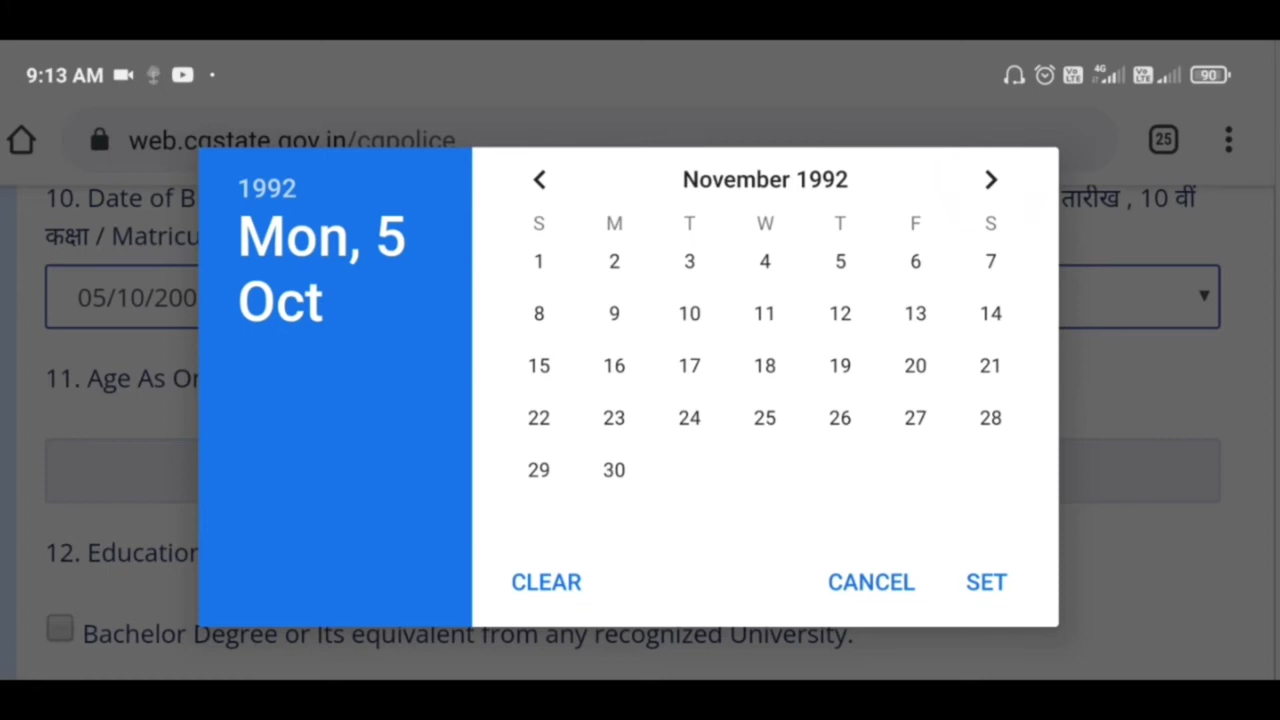 9:13 AM
4G
90
web.cgstate.gov.in/cgpolice
25
10. Date of B
तारीख , 10 वीं
कक्षा / Matricu
05/10/200
11. Age As On
12. Education
Bachelor Degree or Its equivalent from any recognized University.
1992
Mon, 5
Oct
November 1992
S M T W T F S
1 2 3 4 5 6 7
8 9 10 11 12 13 14
15 16 17 18 19 20 21
22 23 24 25 26 27 28
29 30
CLEAR CANCEL SET